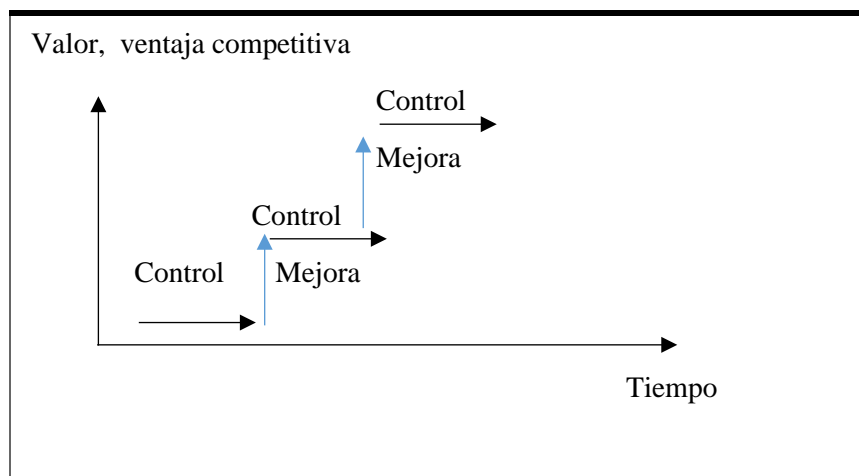 Valor,  ventaja competitiva
Control
Mejora
Control
Control
Mejora
Tiempo